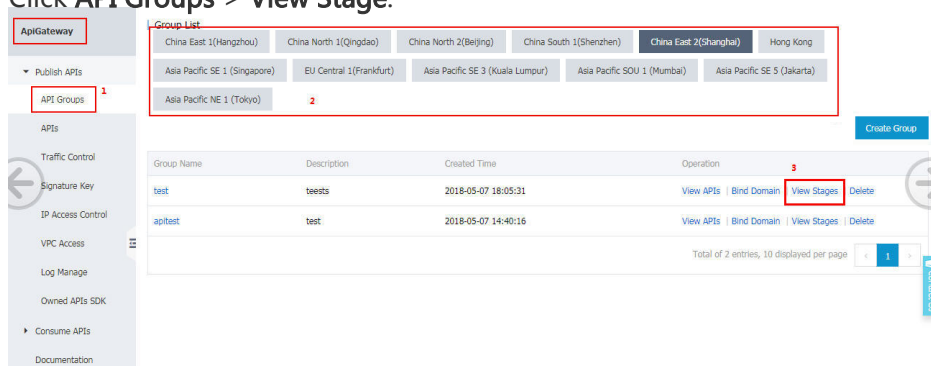 Click API Groups > View Stage.
ApiGateway
Group List
China East 1(Hangzhou) China North 1(Qingdao) China North 2(Beijing) China South 1(Shenzhen) China East 2(Shanghai) Hong Kong
Publish APIs
Asia Pacific SE 1 (Singapore) EU Central 1(Frankfurt) Asia Pacific SE 3 (Kuala Lumpur) Asia Pacific SOU 1 (Mumbai) Asia Pacific SE 5 (Jakarta)
API Groups 1
Asia Pacific NE 1 (Tokyo) 2
APIs
Create Group
Traffic Control
Group Name Description Created Time Operation 3
Signature Key
test teests 2018-05-07 18:05:31 View APIs | Bind Domain | View Stages | Delete
IP Access Control
apitest test 2018-05-07 14:40:16 View APIs | Bind Domain | View Stages | Delete
VPC Access
Total of 2 entries, 10 displayed per page ‹ 1 ›
Log Manage
Owned APIs SDK
Consume APIs
Documentation